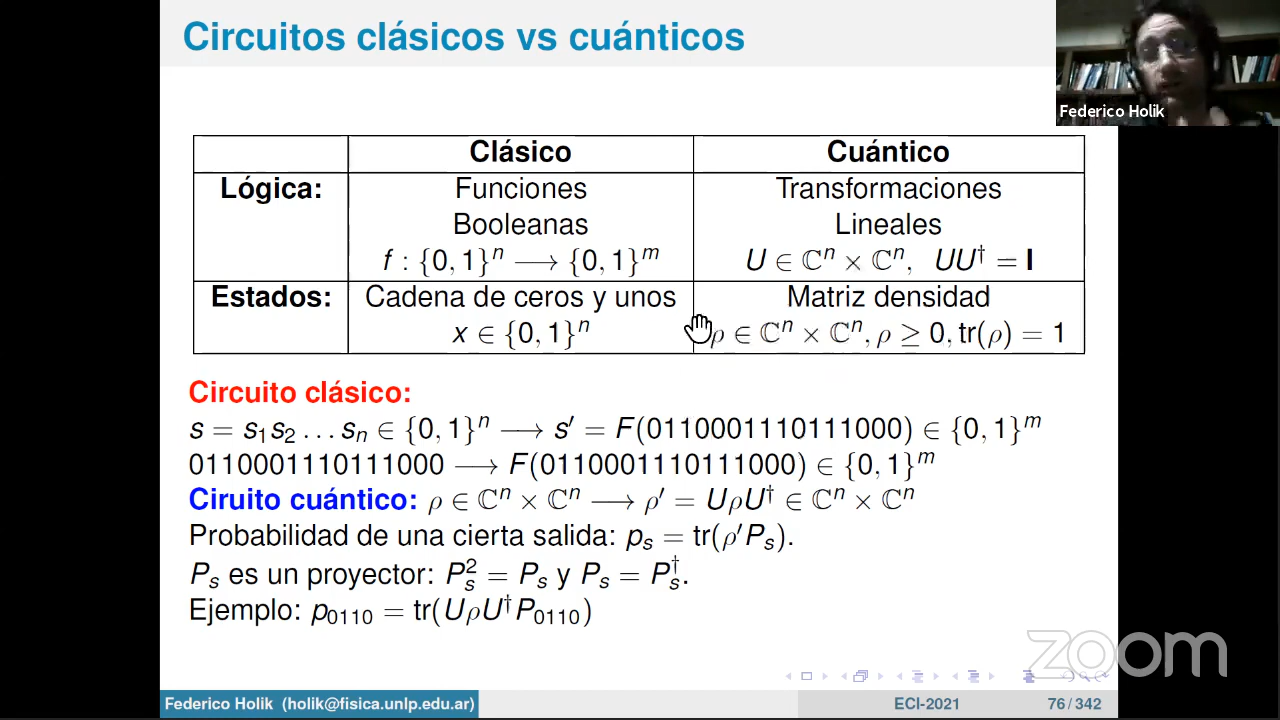 Circuitos clásicos vs cuánticos
Federico Holik
Clásico Cuántico
Lógica: Funciones Transformaciones
Booleanas Lineales
f : {0, 1}ⁿ ⟶ {0, 1}ᵐ U ∈ ℂⁿ × ℂⁿ, UU† = I
Estados: Cadena de ceros y unos Matriz densidad
x ∈ {0, 1}ⁿ ρ ∈ ℂⁿ × ℂⁿ, ρ ≥ 0, tr(ρ) = 1
Circuito clásico:
s = s₁s₂ … sₙ ∈ {0, 1}ⁿ ⟶ s′ = F(0110001110111000) ∈ {0, 1}ᵐ
0110001110111000 ⟶ F(0110001110111000) ∈ {0, 1}ᵐ
Ciruito cuántico: ρ ∈ ℂⁿ × ℂⁿ ⟶ ρ′ = UρU† ∈ ℂⁿ × ℂⁿ
Probabilidad de una cierta salida: pₛ = tr(ρ′Pₛ).
Pₛ es un proyector: Pₛ² = Pₛ y Pₛ = Pₛ†.
Ejemplo: p₀₁₁₀ = tr(UρU†P₀₁₁₀)
zoom
Federico Holik (holik@fisica.unlp.edu.ar) ECI-2021 76 / 342